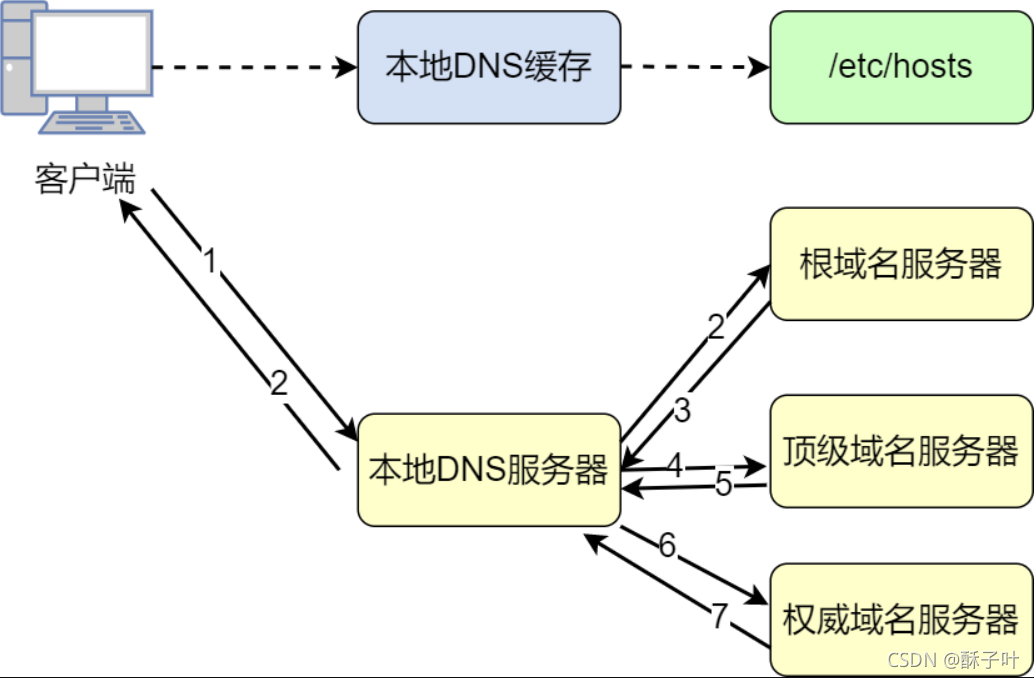 本地DNS缓存
/etc/hosts
客户端
1
2
根域名服务器
2
3
本地DNS服务器
4
5
顶级域名服务器
6
7
权威域名服务器
CSDN @酥子叶